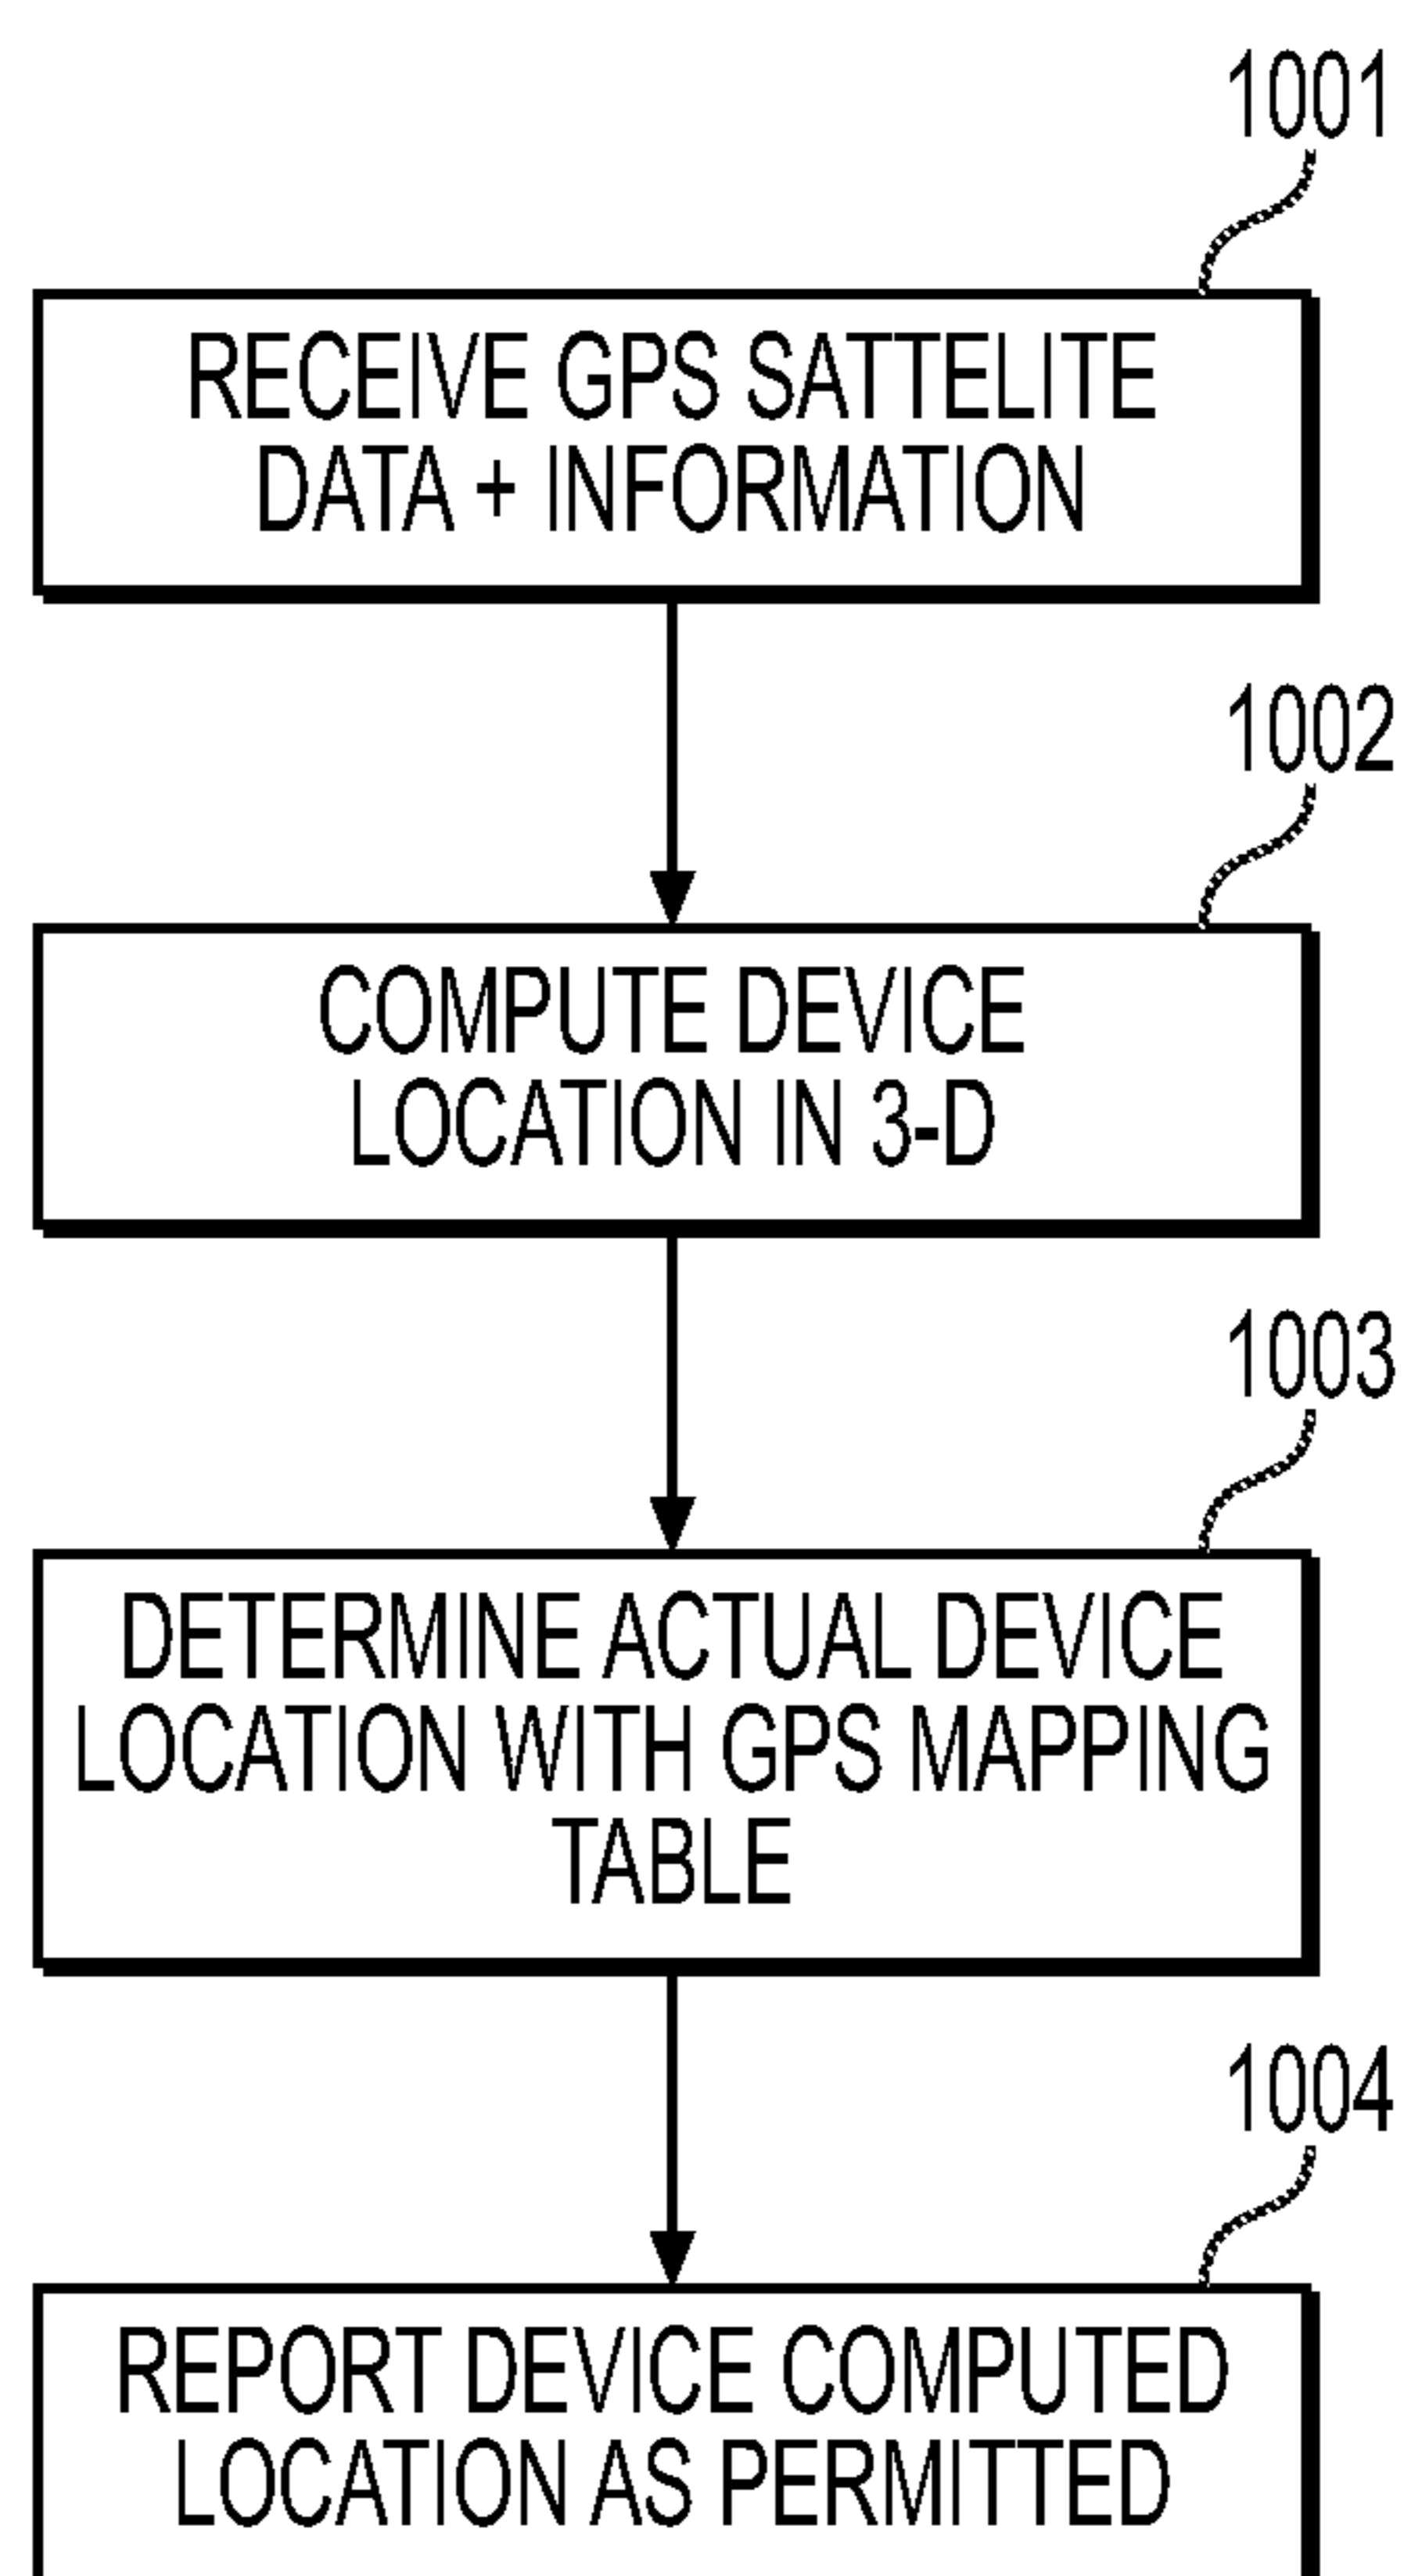 1001
RECEIVE GPS SATTELITE
DATA + INFORMATION
1002
COMPUTE DEVICE
LOCATION IN 3-D
1003
DETERMINE ACTUAL DEVICE
LOCATION WITH GPS MAPPING
TABLE
1004
REPORT DEVICE COMPUTED
LOCATION AS PERMITTED